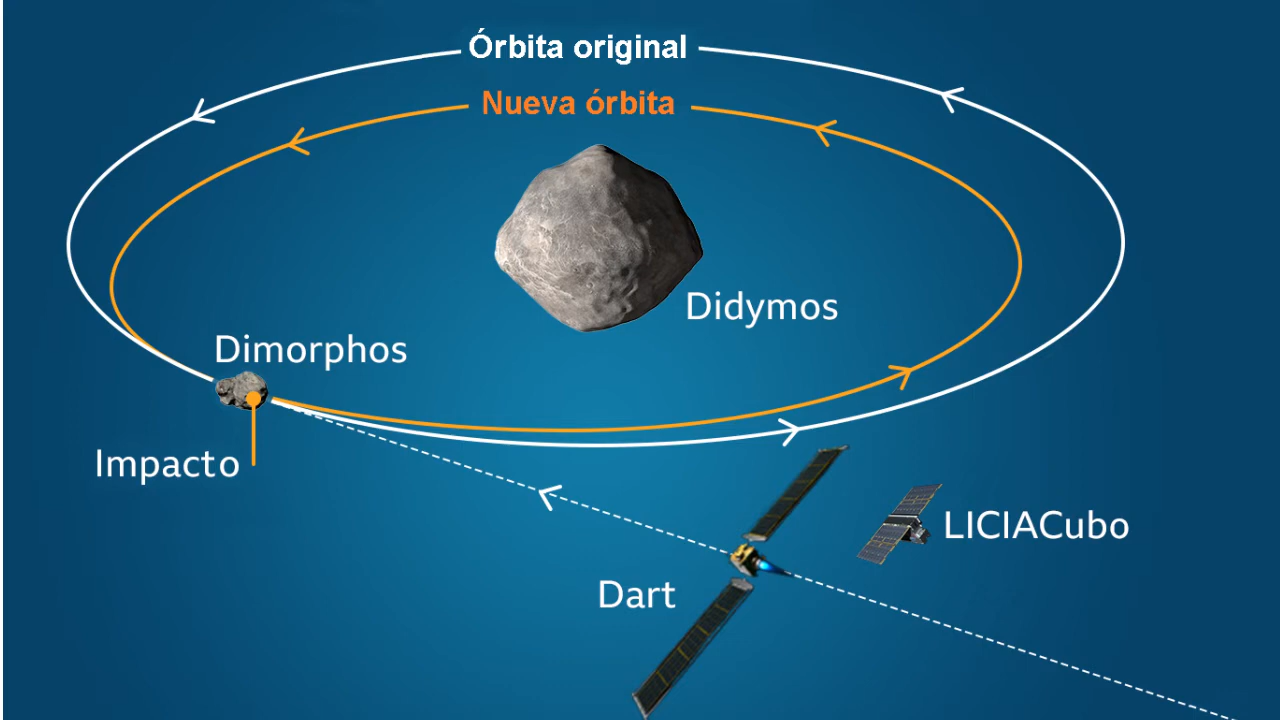 Órbita original
Nueva órbita
Didymos
Dimorphos
Impacto
LICIACubo
Dart